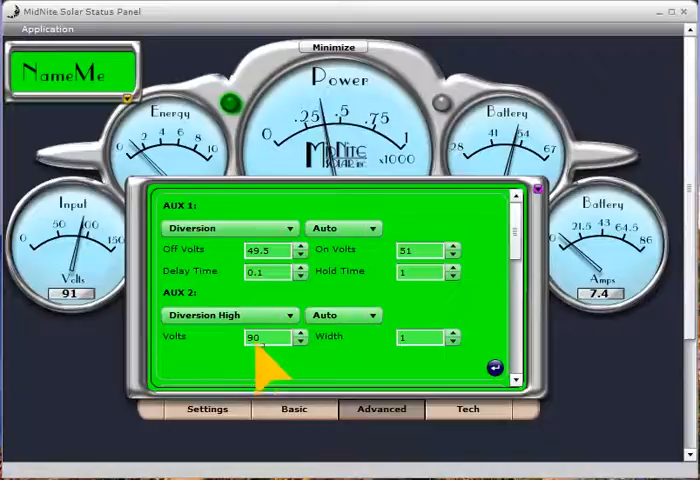 MidNite Solar Status Panel
Application
Minimize
NameMe
Power
0 .25 .5 .75 1
x1000
MidNite
SOLAR INC.
Energy
0 2 4 6 8 10
Battery
28 41 54 67
Input
0 50 100 150
Volts
91
Battery
0 21.5 43 64.5 86
Amps
7.4
AUX 1:
Diversion Auto
Off Volts 49.5 On Volts 51
Delay Time 0.1 Hold Time 1
AUX 2:
Diversion High Auto
Volts 90 Width 1
Settings Basic Advanced Tech